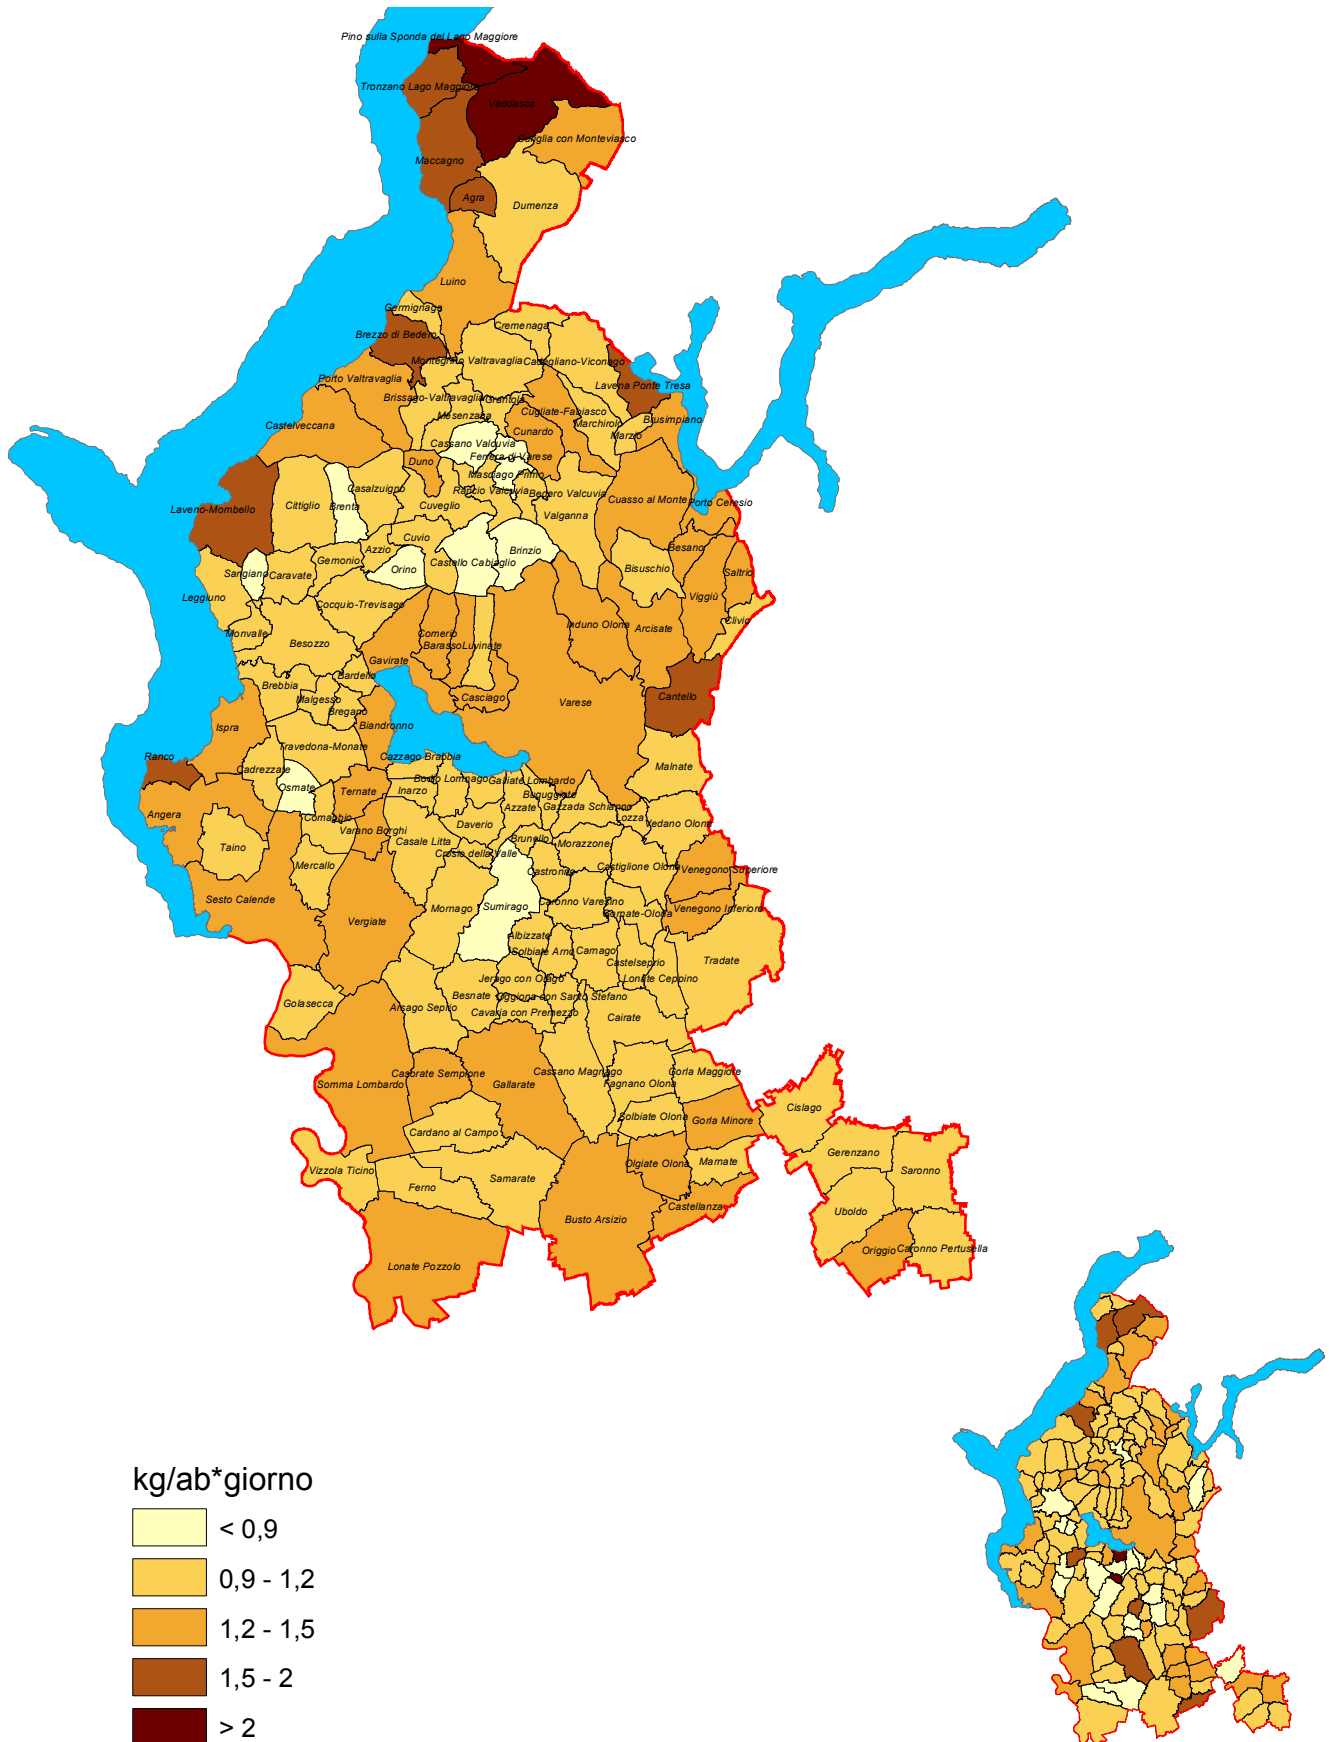 Pino sulla Sponda del Lago Maggiore
Tronzano Lago Maggiore
Veddasca
Curiglia con Monteviasco
Maccagno
Agra
Dumenza
Luino
Germignaga
Cremenaga
Brezzo di Bedero
Montegrino Valtravaglia
Cadegliano-Viconago
Porto Valtravaglia
Lavena Ponte Tresa
Brissago-Valtravaglia
Grantola
Mesenzana
Cugliate-Fabiasco
Marchirolo
Brusimpiano
Castelveccana
Cunardo
Marzio
Cassano Valcuvia
Ferrera di Varese
Duno
Masciago Primo
Casalzuigno
Rancio Valcuvia
Bedero Valcuvia
Cuasso al Monte
Porto Ceresio
Laveno-Mombello
Cittiglio
Brenta
Cuveglio
Valganna
Cuvio
Azzio
Brinzio
Besano
Gemonio
Orino
Castello Cabiaglio
Bisuschio
Saltrio
Sangiano
Caravate
Leggiuno
Viggiù
Cocquio-Trevisago
Clivio
Monvalle
Besozzo
Comerio
Barasso
Luvinate
Induno Olona
Arcisate
Gavirate
Bardello
Brebbia
Malgesso
Bregano
Casciago
Varese
Cantello
Ispra
Biandronno
Travedona-Monate
Cazzago Brabbia
Ranco
Cadrezzate
Osmate
Ternate
Inarzo
Bodio Lomnago
Galliate Lombardo
Malnate
Buguggiate
Angera
Comabbio
Varano Borghi
Azzate
Gazzada Schianno
Lozza
Vedano Olona
Daverio
Taino
Casale Litta
Brunello
Morazzone
Crosio della Valle
Mercallo
Castronno
Castiglione Olona
Venegono Superiore
Sesto Calende
Vergiate
Mornago
Sumirago
Caronno Varesino
Gornate-Olona
Venegono Inferiore
Albizzate
Solbiate Arno
Carnago
Castelseprio
Tradate
Jerago con Orago
Lonate Ceppino
Golasecca
Arsago Seprio
Besnate
Oggiona con Santo Stefano
Cavaria con Premezzo
Cairate
Somma Lombardo
Casorate Sempione
Gallarate
Cassano Magnago
Fagnano Olona
Gorla Maggiore
Cislago
Solbiate Olona
Gorla Minore
Cardano al Campo
Gerenzano
Vizzola Ticino
Ferno
Samarate
Olgiate Olona
Marnate
Saronno
Busto Arsizio
Castellanza
Uboldo
Lonate Pozzolo
Origgio
Caronno Pertusella
kg/ab*giorno
< 0,9
0,9 - 1,2
1,2 - 1,5
1,5 - 2
> 2